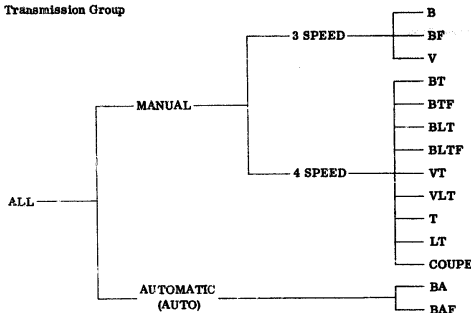 Transmission Group
ALL
MANUAL
3 SPEED
B
BF
V
4 SPEED
BT
BTF
BLT
BLTF
VT
VLT
T
LT
COUPE
AUTOMATIC
(AUTO)
BA
BAF